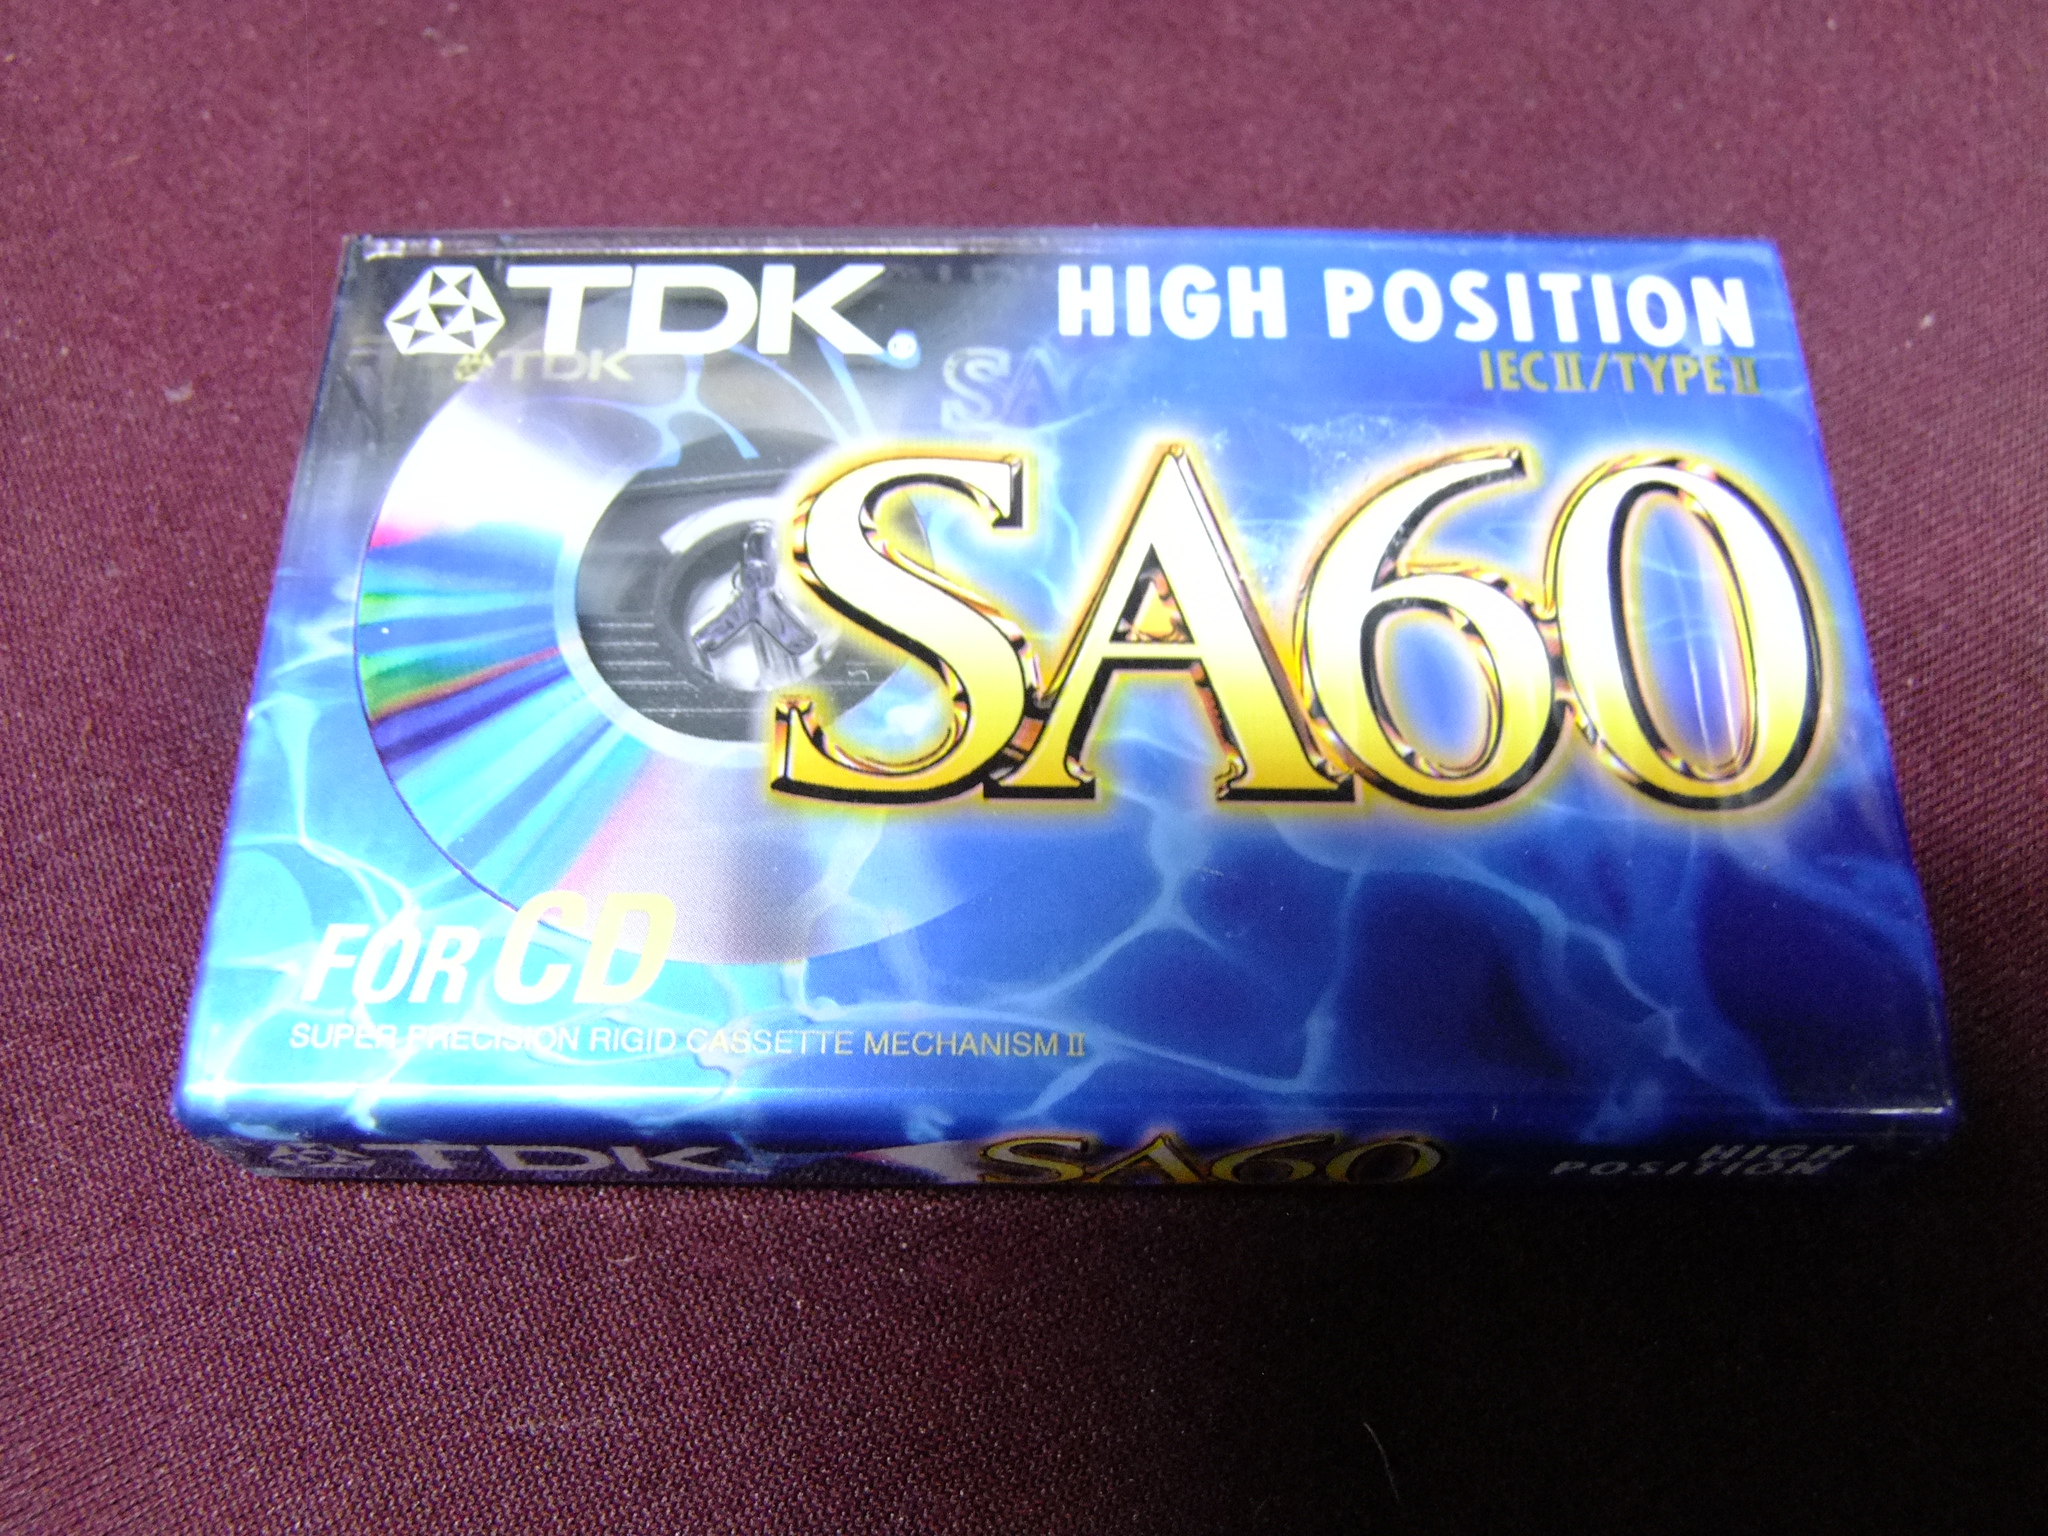 TDK
HIGH POSITION
IEC II/TYPE II
TDK
SA
SA60
FOR CD
SUPER PRECISION RIGID CASSETTE MECHANISM II
TDK
SA60
HIGH
POSITION